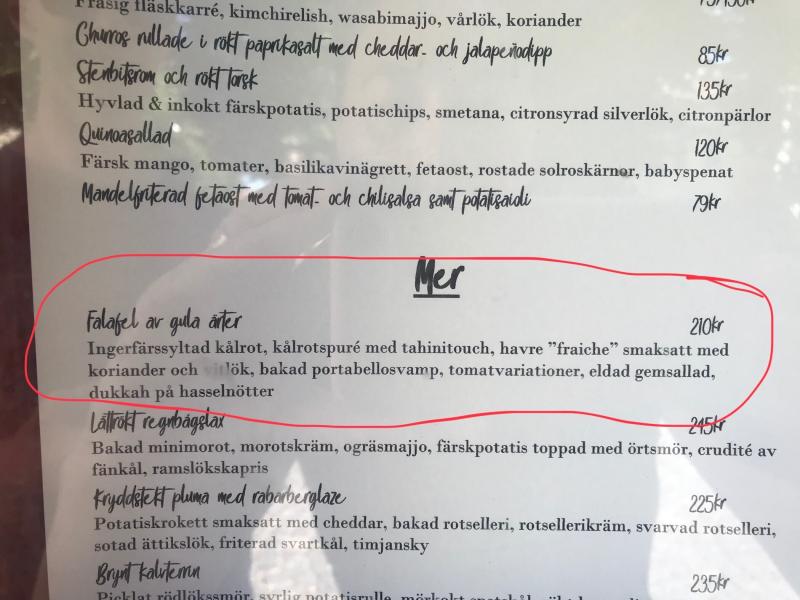 Frasig fläskkarré, kimchirelish, wasabimajjo, vårlök, koriander
Churros rullade i rökt paprikasalt med cheddar- och jalapeñodipp 85kr
Stenbitsrom och rökt torsk 135kr
Hyvlad & inkokt färskpotatis, potatischips, smetana, citronsyrad silverlök, citronpärlor
Quinoasallad 120kr
Färsk mango, tomater, basilikavinägrett, fetaost, rostade solroskärnor, babyspenat
Mandelfriterad fetaost med tomat- och chilisalsa samt potatisaioli 79kr
Mer
Falafel av gula ärter 210kr
Ingerfärssyltad kålrot, kålrotspuré med tahinitouch, havre ”fraiche” smaksatt med
koriander och vitlök, bakad portabellosvamp, tomatvariationer, eldad gemsallad,
dukkah på hasselnötter
Lättrökt regnbågslax 245kr
Bakad minimorot, morotskräm, ogräsmajjo, färskpotatis toppad med örtsmör, crudité av
fänkål, ramslökskapris
Kryddstekt pluma med rabarberglaze 225kr
Potatiskrokett smaksatt med cheddar, bakad rotselleri, rotsellerikräm, svarvad rotselleri,
sotad ättikslök, friterad svartkål, timjansky
Brynt kalvterrin 235kr
Picklat rödlökssmör, syrlig potatisrulle,